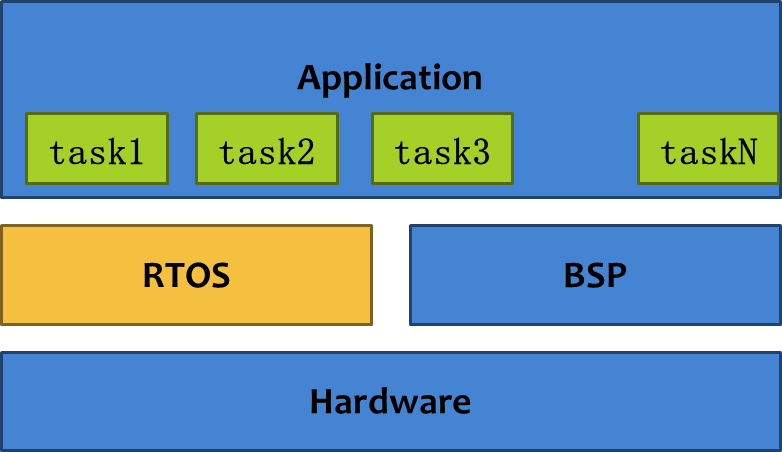 Application
task1 task2 task3 taskN
RTOS BSP
Hardware